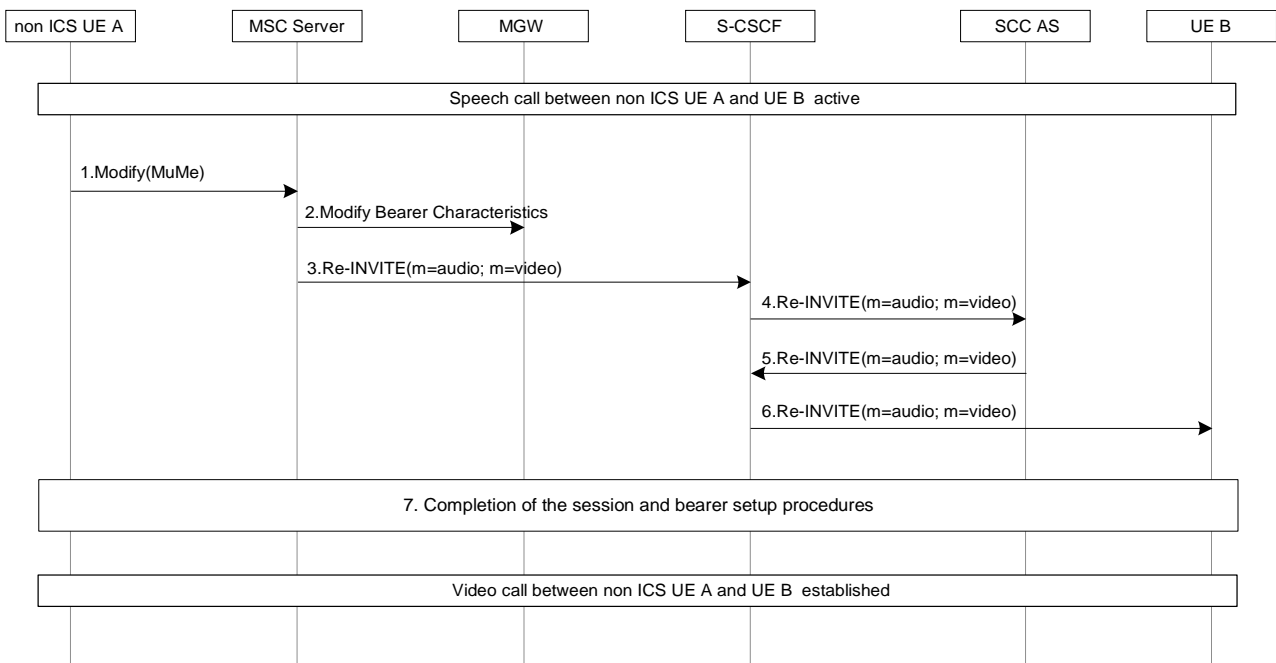 non ICS UE A
MSC Server
MGW
S-CSCF
SCC AS
UE B
Speech call between non ICS UE A and UE B active
1.Modify(MuMe)
2.Modify Bearer Characteristics
3.Re-INVITE(m=audio; m=video)
4.Re-INVITE(m=audio; m=video)
5.Re-INVITE(m=audio; m=video)
6.Re-INVITE(m=audio; m=video)
7. Completion of the session and bearer setup procedures
Video call between non ICS UE A and UE B established